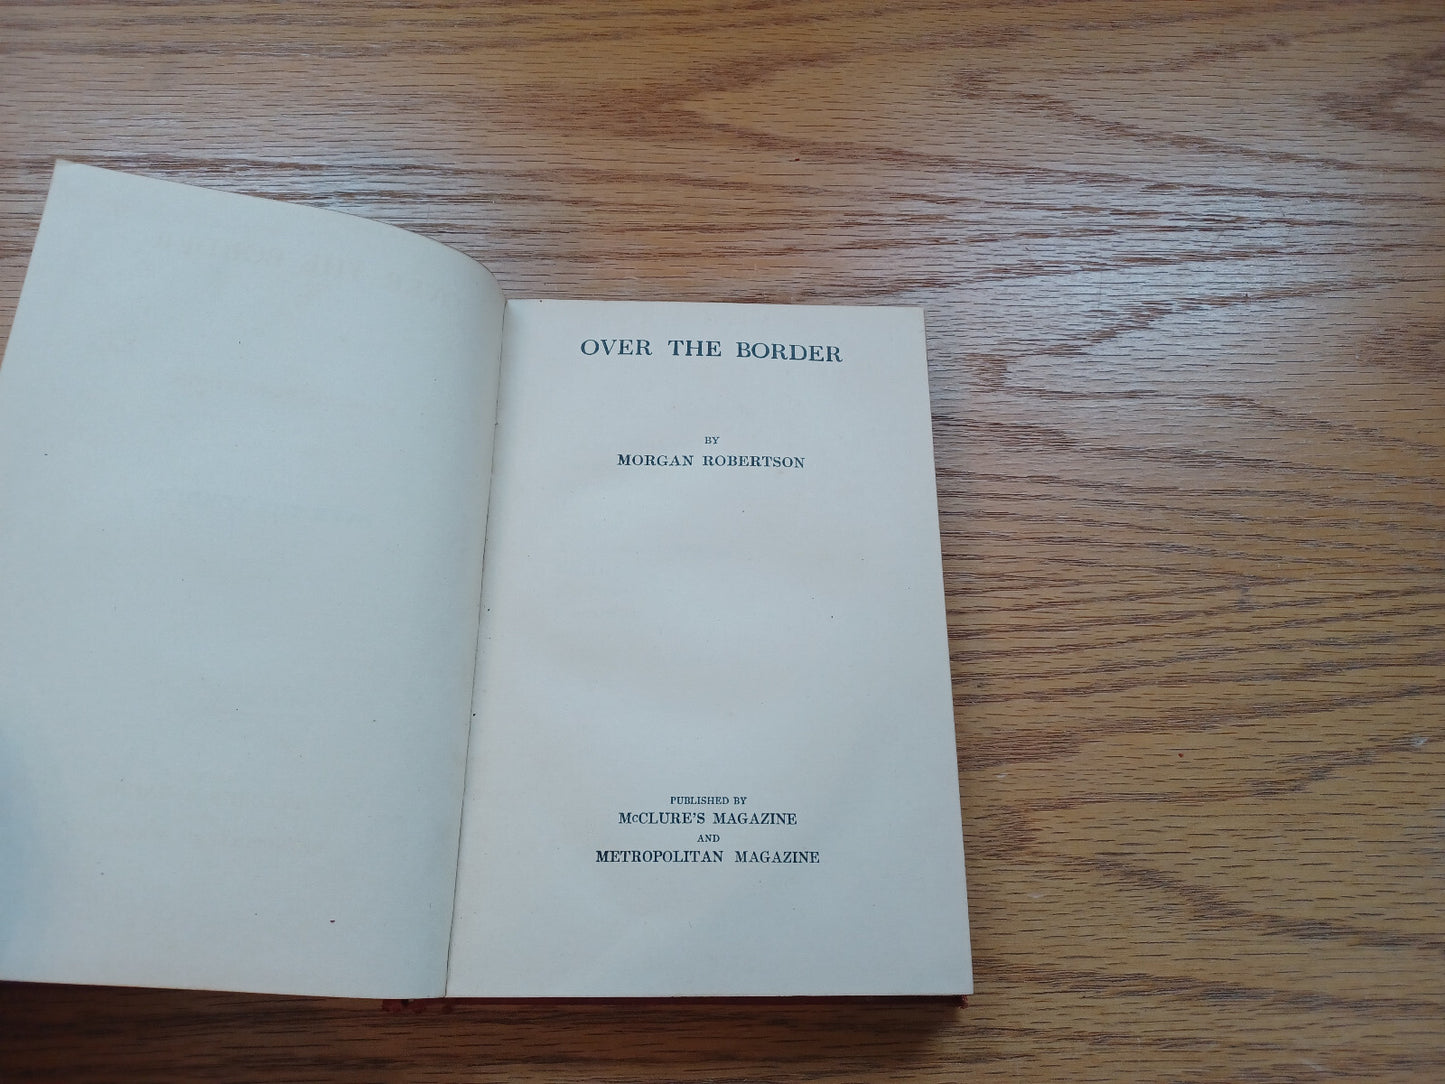 OVER THE BORDER
BY
MORGAN ROBERTSON
PUBLISHED BY
McCLURE'S MAGAZINE
AND
METROPOLITAN MAGAZINE